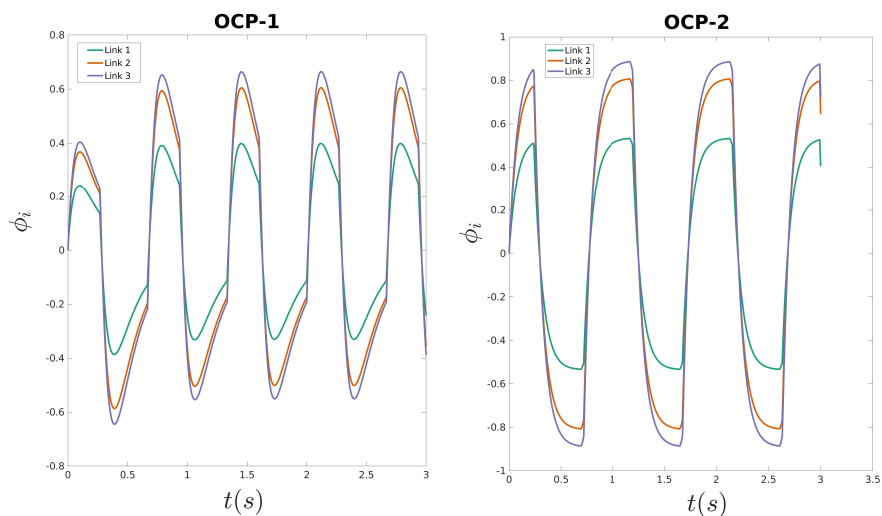 OCP-1
0.8
0.6
0.4
0.2
0
-0.2
-0.4
-0.6
-0.8
ϕi
Link 1
Link 2
Link 3
0 0.5 1 1.5 2 2.5 3
t(s)
OCP-2
1
0.8
0.6
0.4
0.2
0
-0.2
-0.4
-0.6
-0.8
-1
ϕi
Link 1
Link 2
Link 3
0 0.5 1 1.5 2 2.5 3 3.5
t(s)